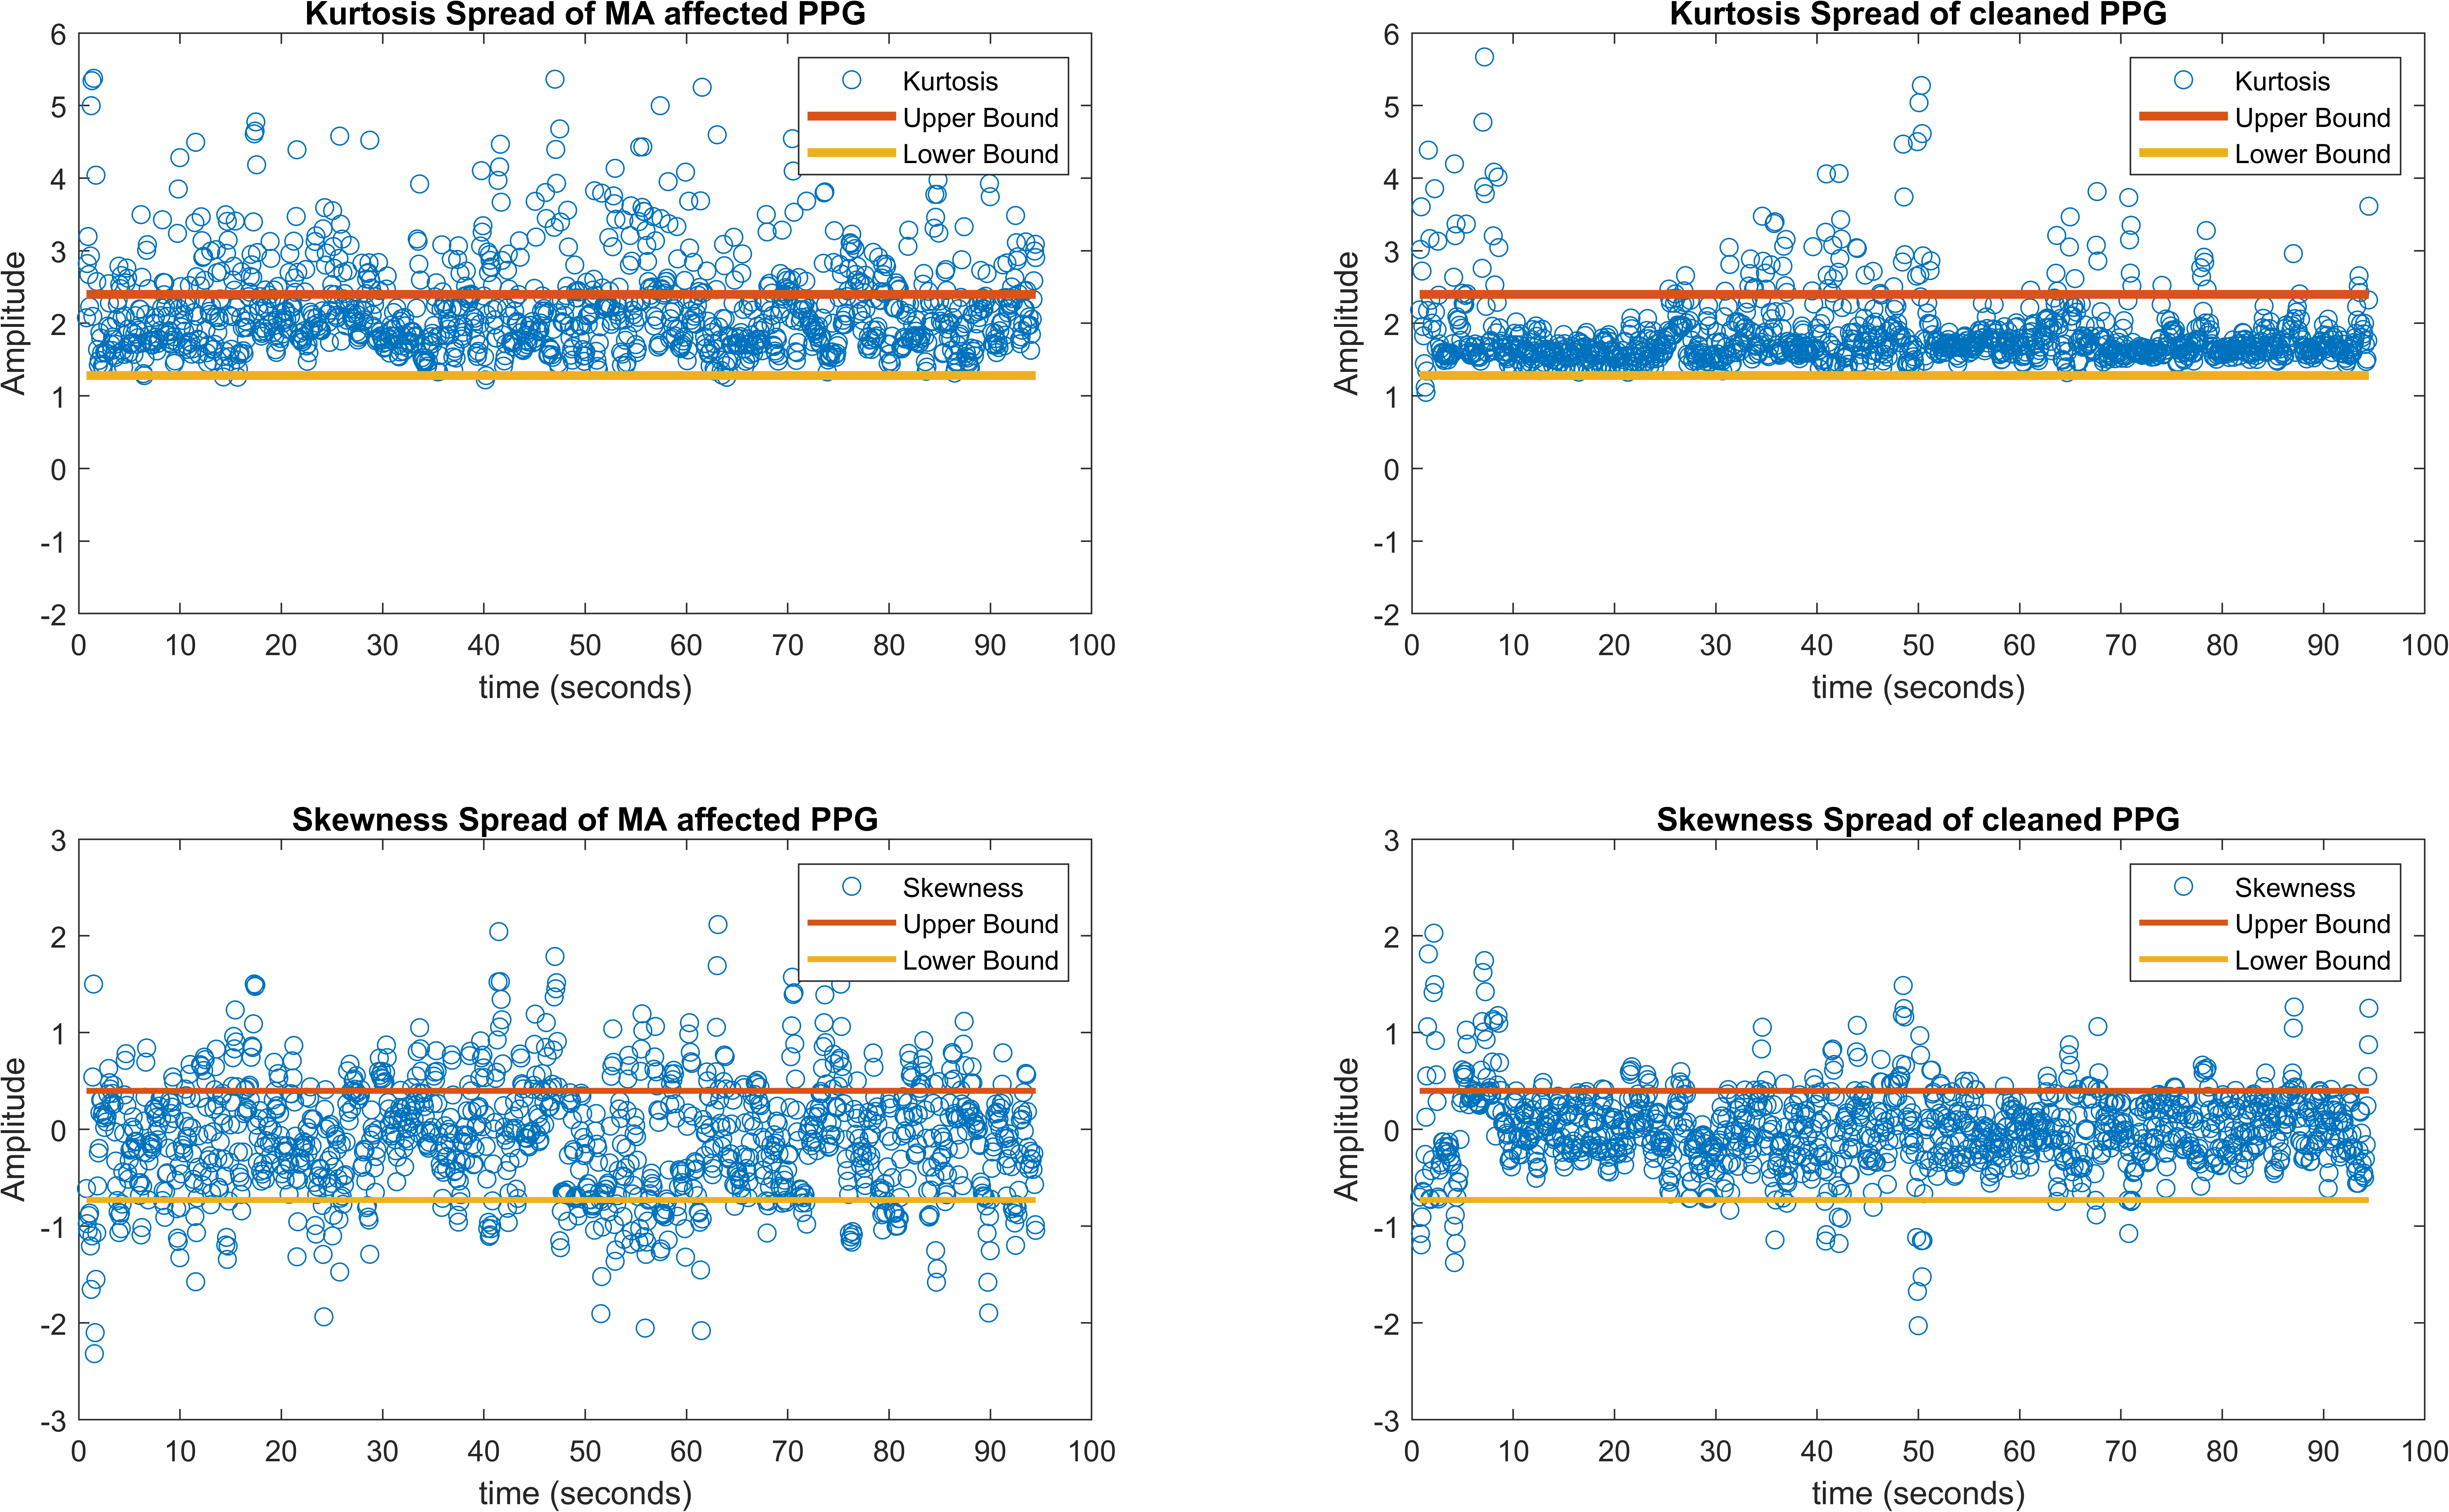 Kurtosis Spread of MA affected PPG
6
5
4
3
2
1
0
-1
-2
Amplitude
Kurtosis
Upper Bound
Lower Bound
0 10 20 30 40 50 60 70 80 90 100
time (seconds)
Kurtosis Spread of cleaned PPG
6
5
4
3
2
1
0
-1
-2
Amplitude
Kurtosis
Upper Bound
Lower Bound
0 10 20 30 40 50 60 70 80 90 100
time (seconds)
Skewness Spread of MA affected PPG
3
2
1
0
-1
-2
-3
Amplitude
Skewness
Upper Bound
Lower Bound
0 10 20 30 40 50 60 70 80 90 100
time (seconds)
Skewness Spread of cleaned PPG
3
2
1
0
-1
-2
-3
Amplitude
Skewness
Upper Bound
Lower Bound
0 10 20 30 40 50 60 70 80 90 100
time (seconds)